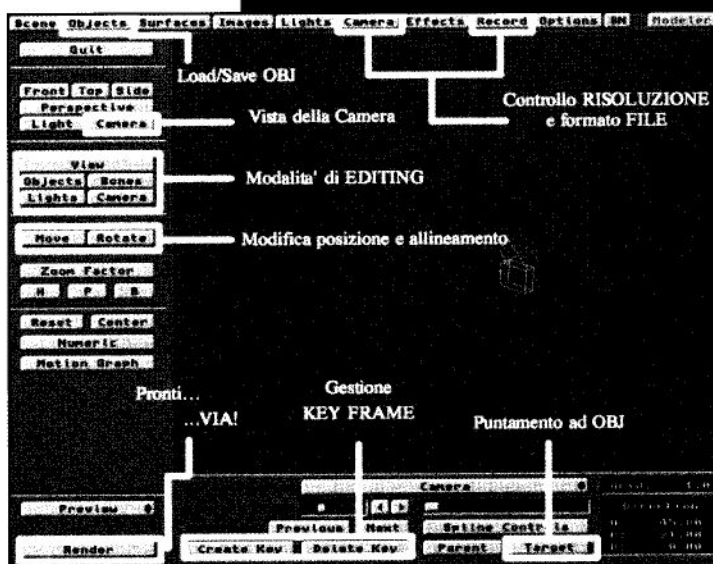 Scene Objects Surfaces Images Lights Camera Effects Record Options BN Modeler
Quit
Load/Save OBJ
Front Top Side
Perspective
Light Camera
Vista della Camera
Controllo RISOLUZIONE
e formato FILE
View
Objects Bones
Lights Camera
Modalita' di EDITING
Move Rotate
Modifica posizione e allineamento
Zoom Factor
H P B
Reset Center
Numeric
Motion Graph
Pronti...
...VIA!
Gestione
KEY FRAME
Puntamento ad OBJ
Camera
Preview
Previous Next
Spline Controls
Render
Create Key Delete Key
Parent Target
Direction